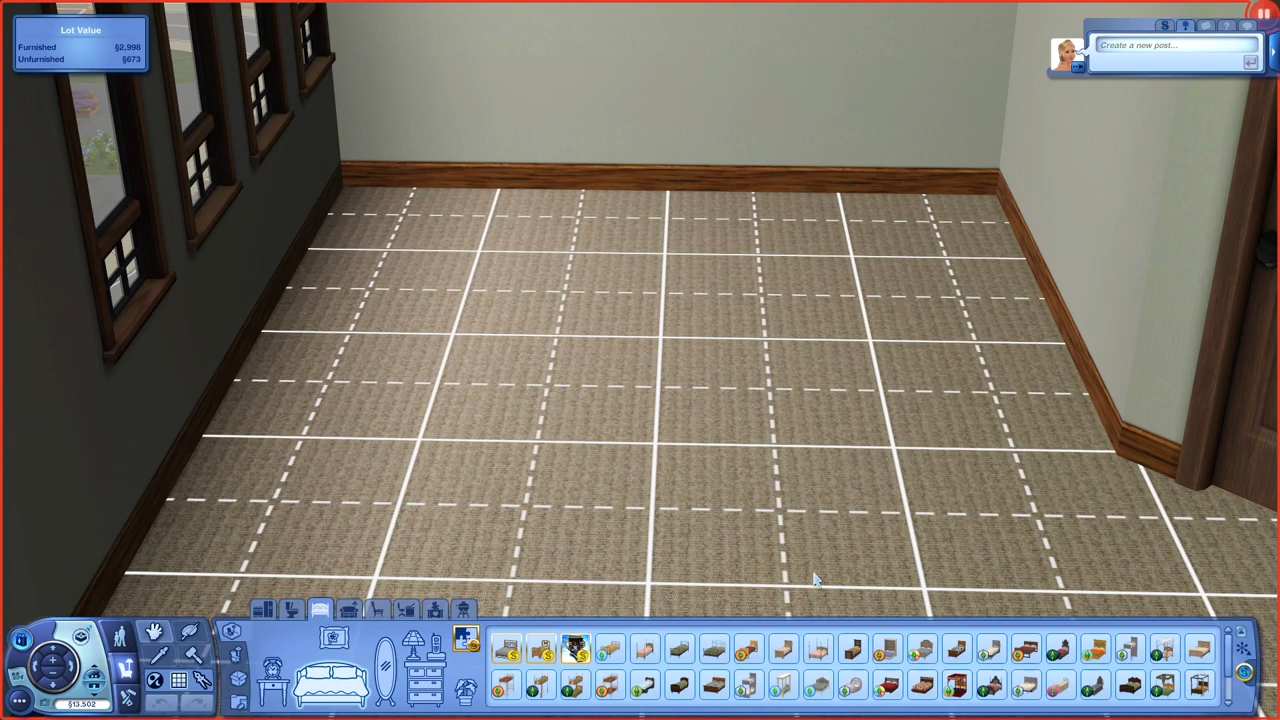 Lot Value
Furnished §2,998
Unfurnished §673
Create a new post...
§13,502